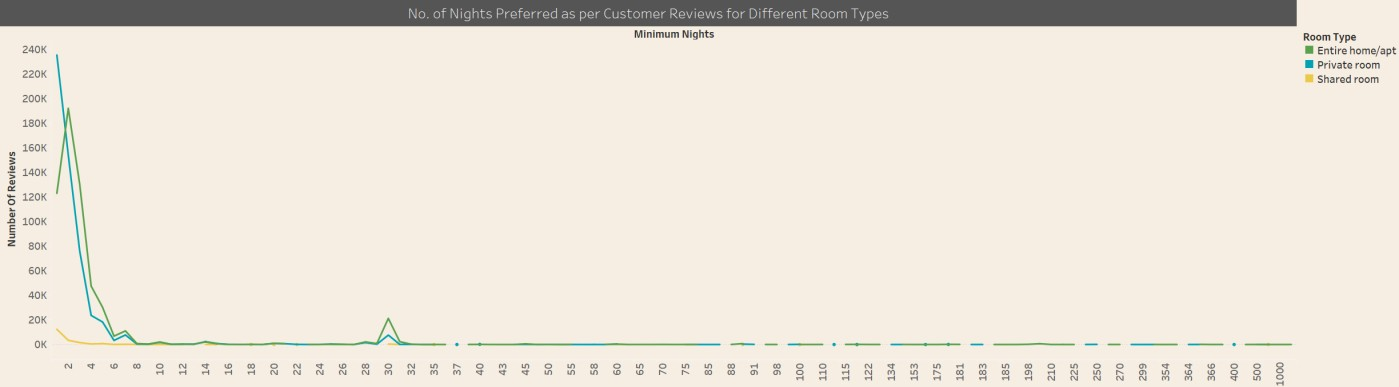 No. of Nights Preferred as per Customer Reviews for Different Room Types
Minimum Nights
Room Type
Entire home/apt
Private room
Shared room
Number Of Reviews
240K
220K
200K
180K
160K
140K
120K
100K
80K
60K
40K
20K
0K
2 4 6 8 10 12 14 16 18 20 22 24 26 28 30 32 35 37 40 43 45 50 55 60 70 75 85 88 91 98 100 110 115 122 134 160 175 181 183 185 198 210 225 250 270 299 354 364 366 400 500 1000